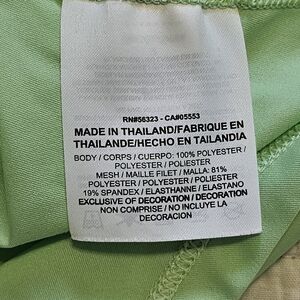 RN#56323 - CA#05553
MADE IN THAILAND/FABRIQUE EN
THAILANDE/HECHO EN TAILANDIA
BODY / CORPS / CUERPO: 100% POLYESTER /
POLYESTER / POLIESTER
MESH / MAILLE FILET / MALLA: 81%
POLYESTER / POLYESTER / POLIESTER
19% SPANDEX / ELASTHANNE / ELASTANO
EXCLUSIVE OF DECORATION / DECORATION
NON COMPRISE / NO INCLUYE LA
DECORACION